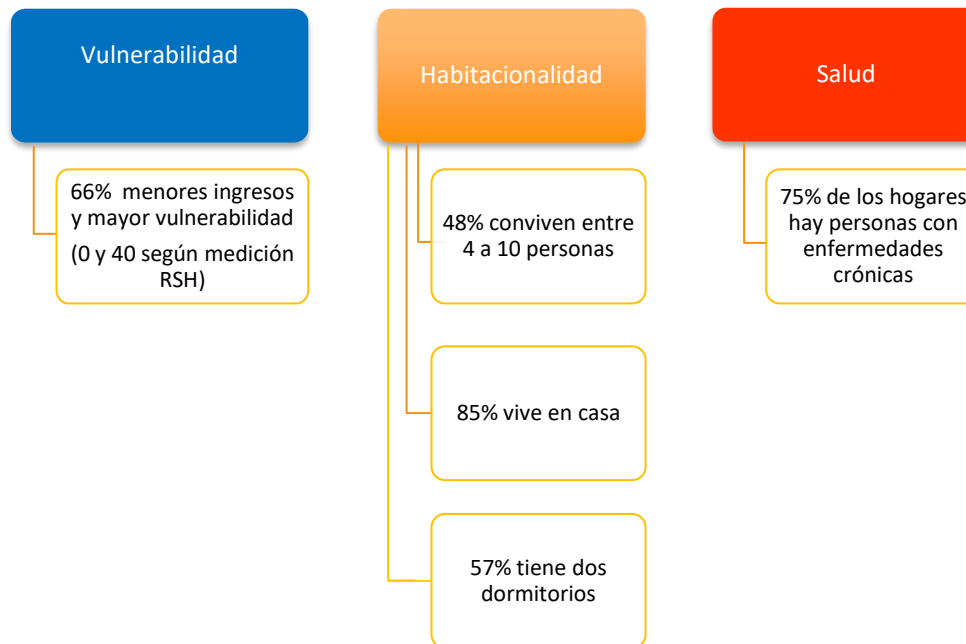 Vulnerabilidad
66% menores ingresos
y mayor vulnerabilidad
(0 y 40 según medición
RSH)
Habitacionalidad
48% conviven entre
4 a 10 personas
85% vive en casa
57% tiene dos
dormitorios
Salud
75% de los hogares
hay personas con
enfermedades
crónicas